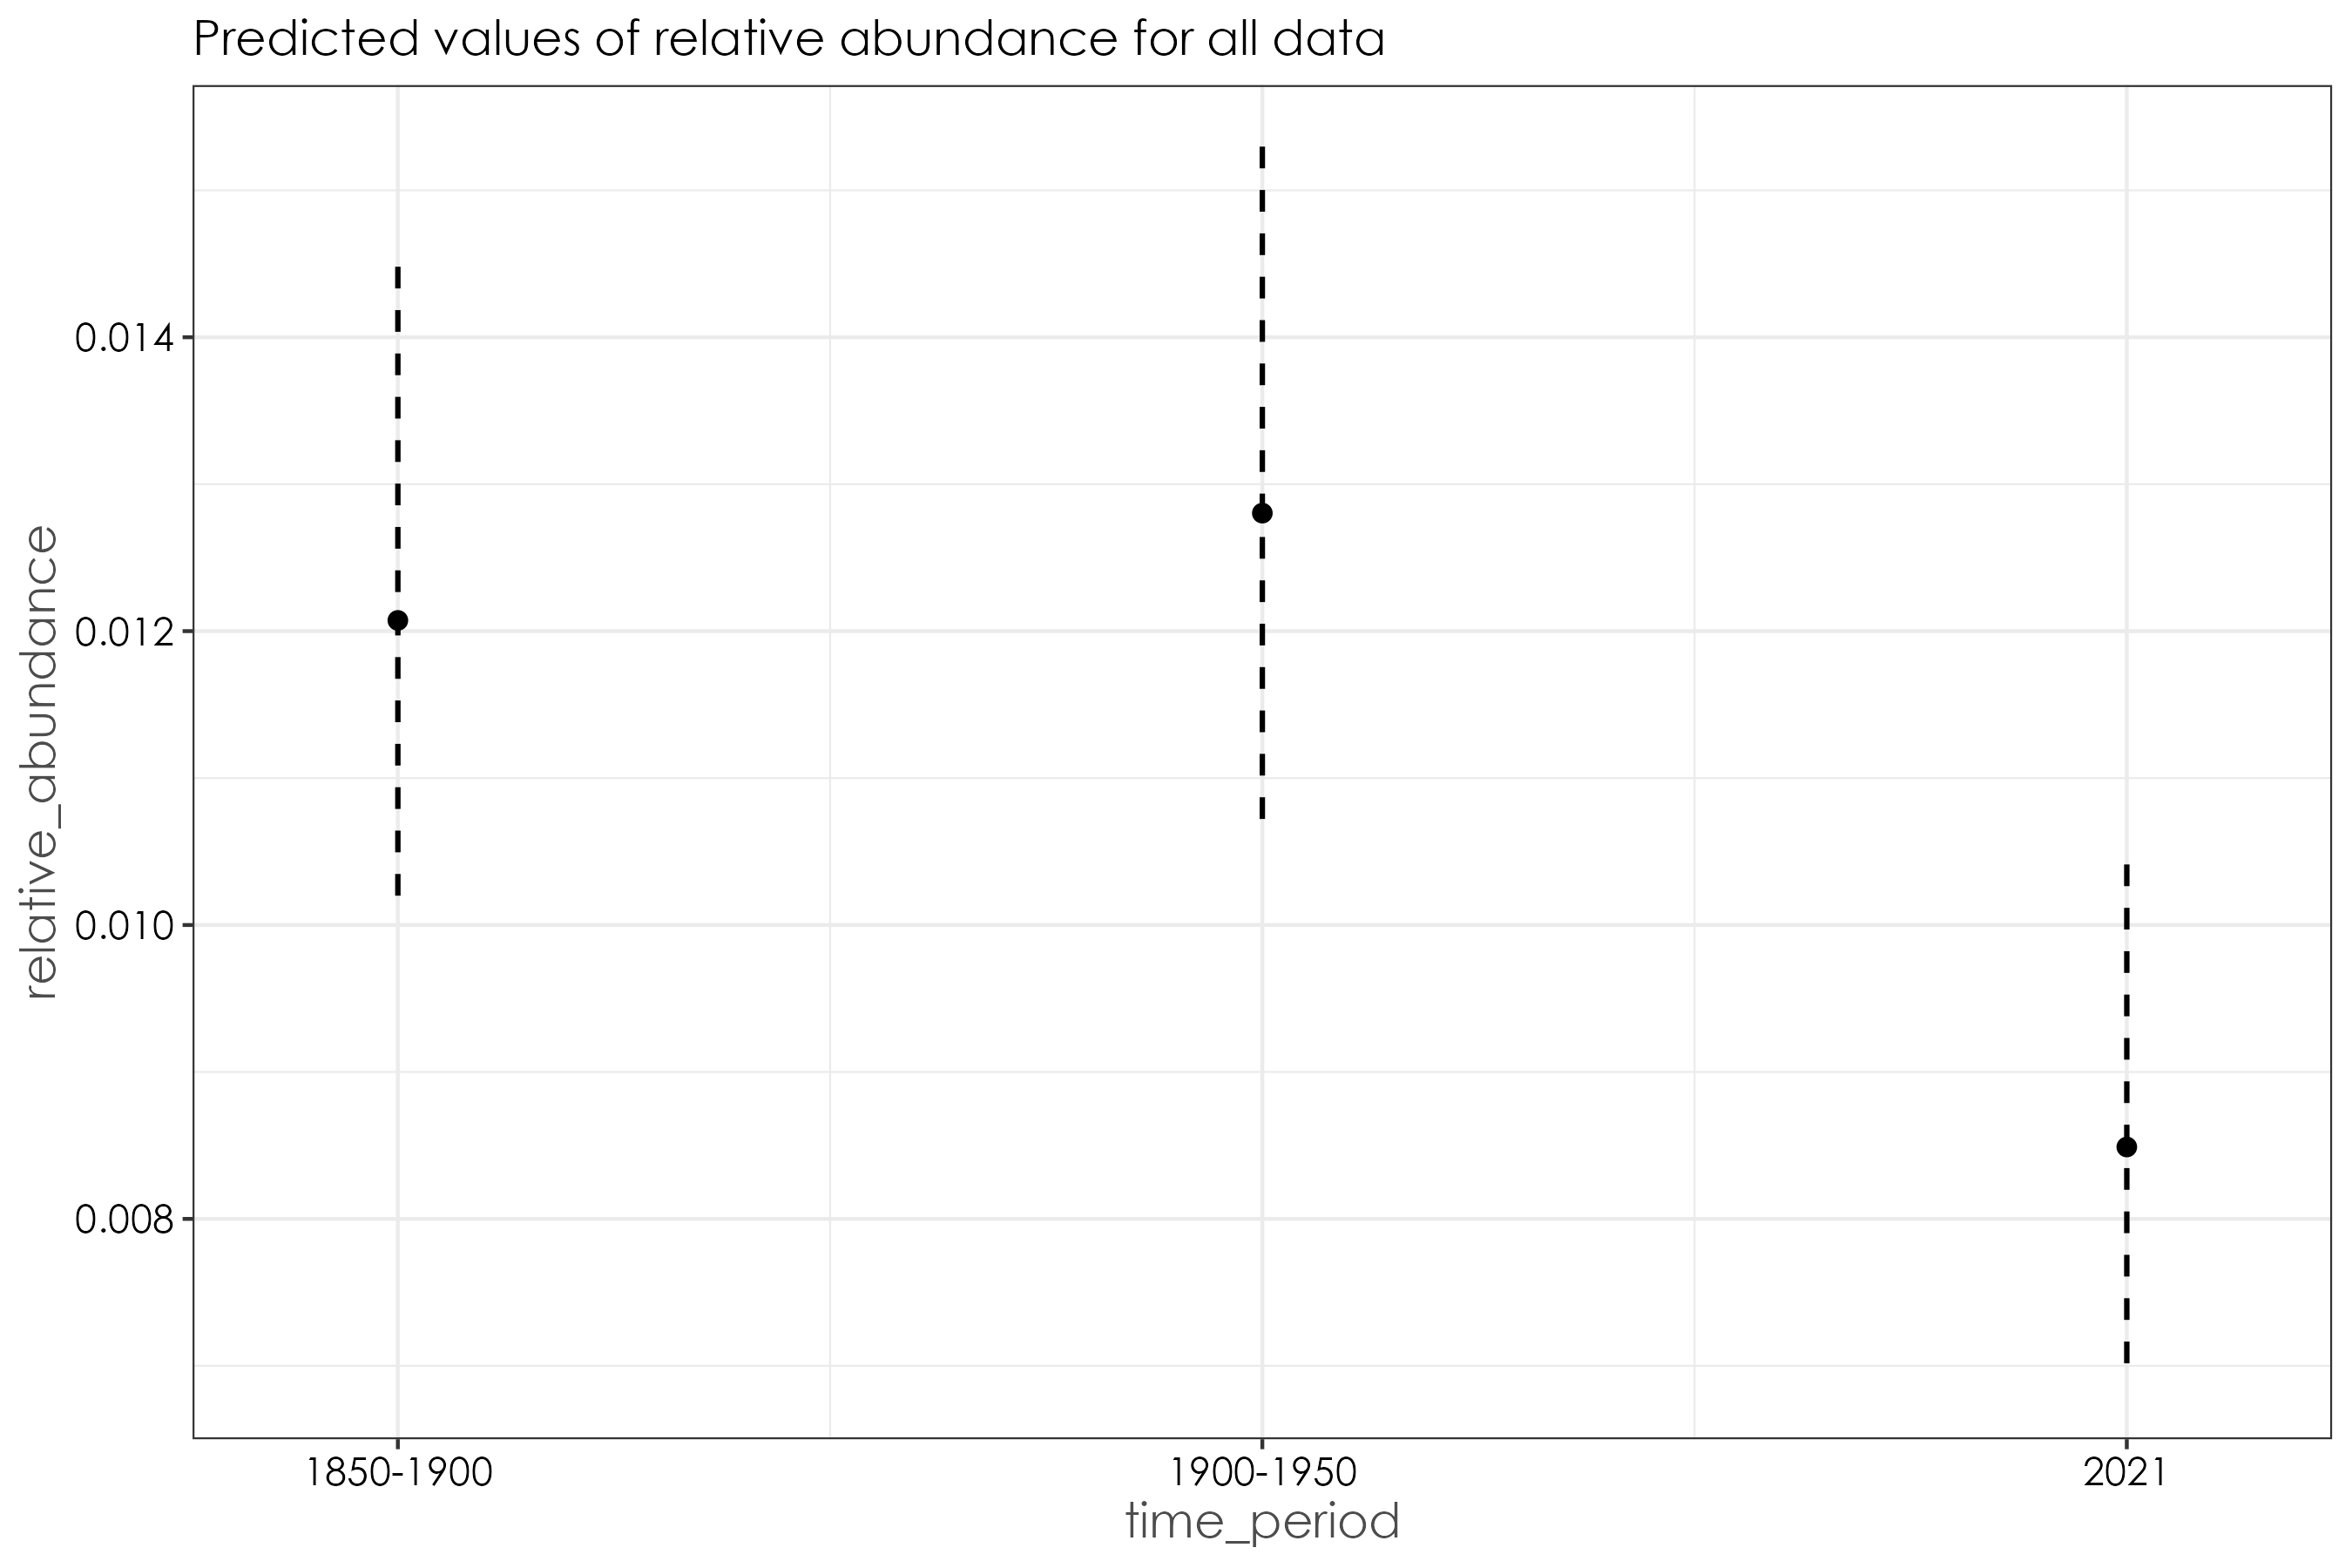 Predicted values of relative abundance for all data
relative_abundance
0.014
0.012
0.010
0.008
1850-1900
1900-1950
2021
time_period